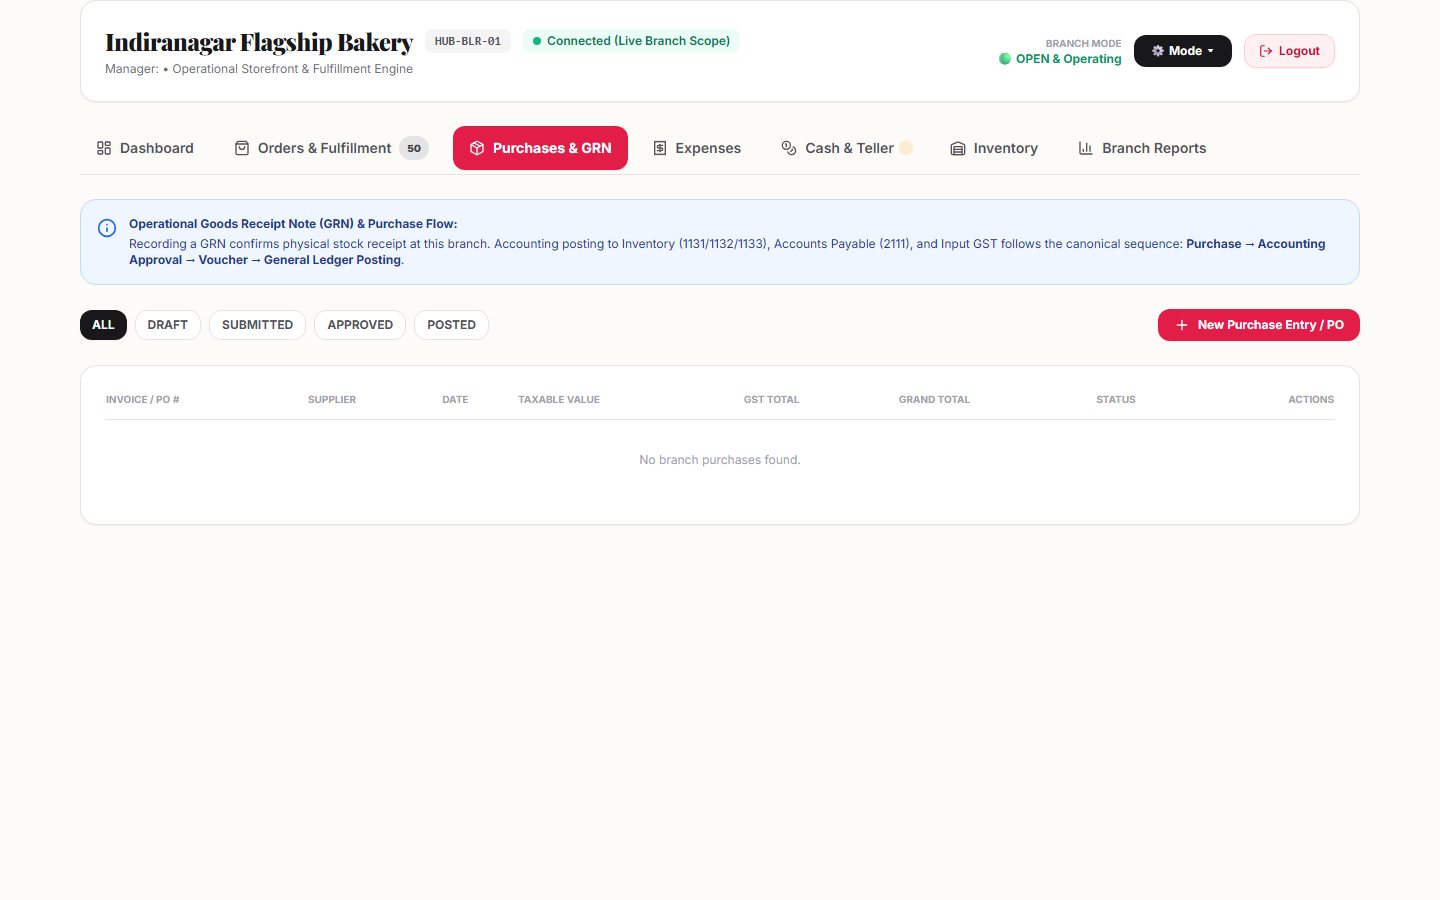 Indiranagar Flagship Bakery
HUB-BLR-01
Connected (Live Branch Scope)
Manager: • Operational Storefront & Fulfillment Engine
BRANCH MODE
OPEN & Operating
Mode
Logout
Dashboard
Orders & Fulfillment 50
Purchases & GRN
Expenses
Cash & Teller
Inventory
Branch Reports
Operational Goods Receipt Note (GRN) & Purchase Flow:
Recording a GRN confirms physical stock receipt at this branch. Accounting posting to Inventory (1131/1132/1133), Accounts Payable (2111), and Input GST follows the canonical sequence: Purchase → Accounting
Approval → Voucher → General Ledger Posting.
ALL
DRAFT
SUBMITTED
APPROVED
POSTED
+ New Purchase Entry / PO
INVOICE / PO # SUPPLIER DATE TAXABLE VALUE GST TOTAL GRAND TOTAL STATUS ACTIONS
No branch purchases found.